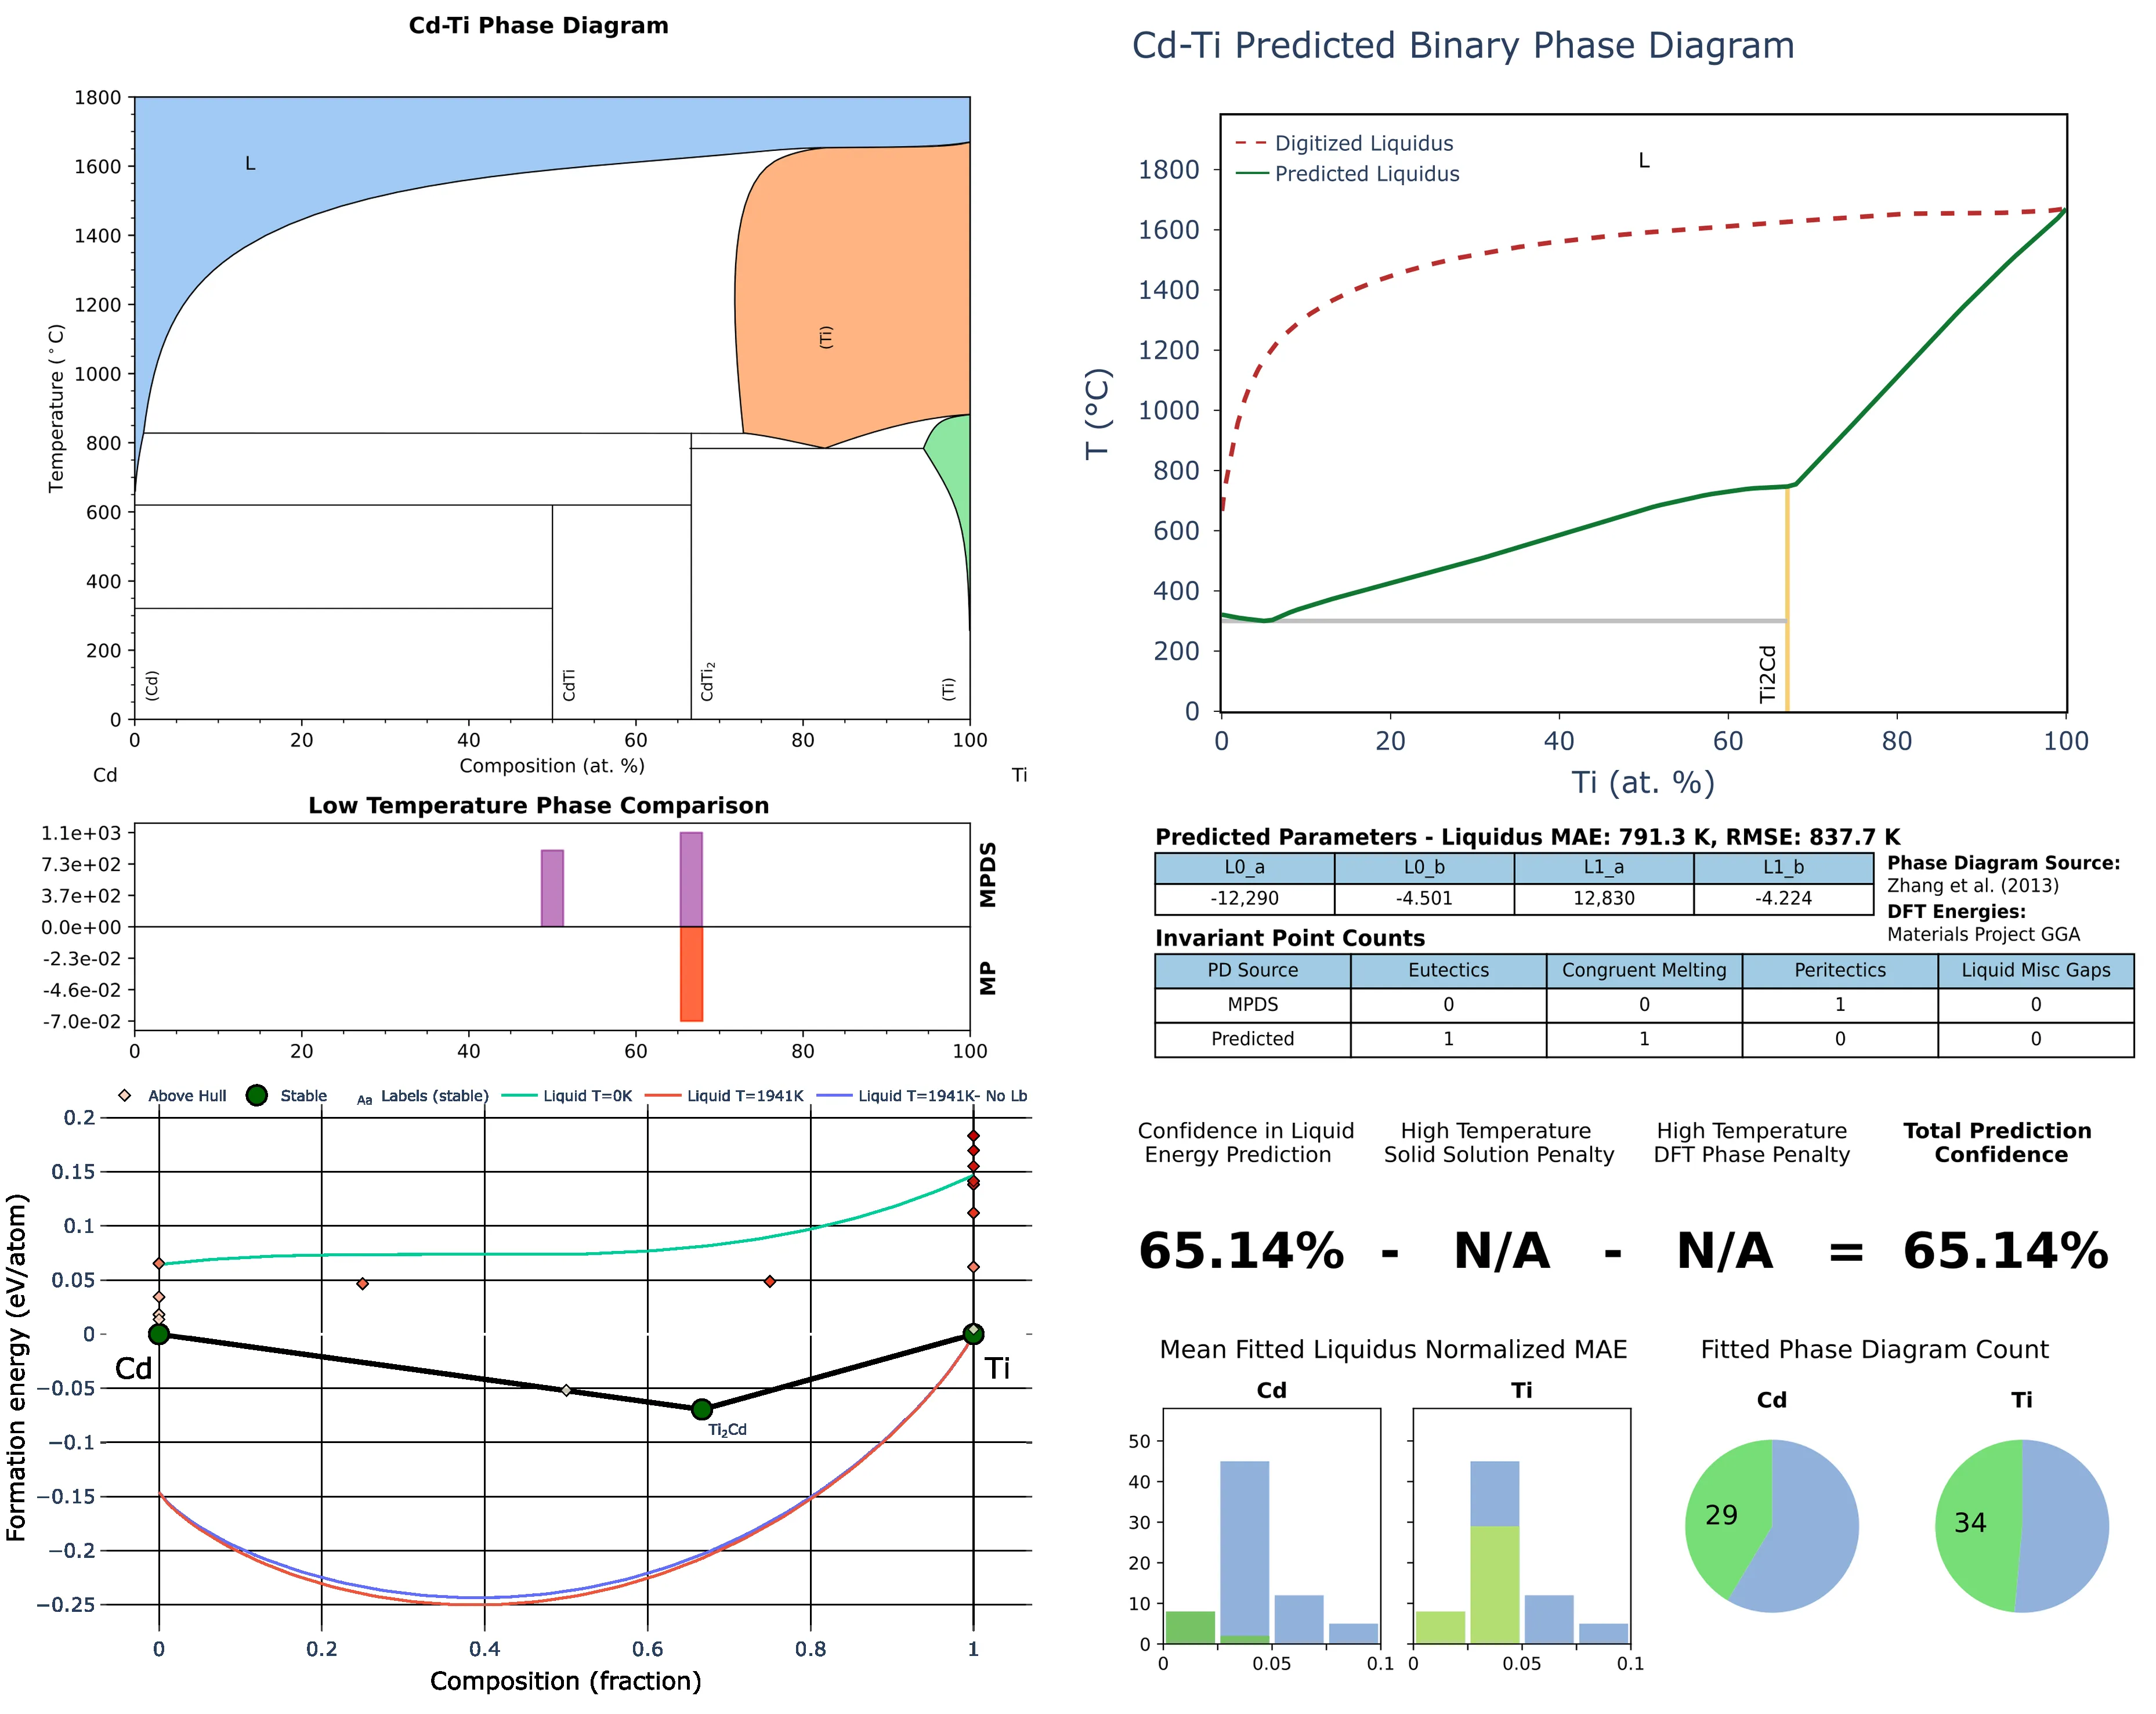 Cd-Ti Phase Diagram
1800
1600
1400
1200
1000
800
600
400
200
0
Temperature (°C)
L
(Ti)
(Cd)
CdTi
CdTi₂
(Ti)
0 20 40 60 80 100
Composition (at. %)
Cd Ti
Low Temperature Phase Comparison
1.1e+03
7.3e+02
3.7e+02
0.0e+00
-2.3e-02
-4.6e-02
-7.0e-02
MPDS
MP
0 20 40 60 80 100
Above Hull Stable Aa Labels (stable) Liquid T=0K Liquid T=1941K Liquid T=1941K- No Lb
0.2
0.15
0.1
0.05
0
−0.05
−0.1
−0.15
−0.2
−0.25
Formation energy (eV/atom)
Cd
Ti
Ti₂Cd
0 0.2 0.4 0.6 0.8 1
Composition (fraction)
Cd-Ti Predicted Binary Phase Diagram
Digitized Liquidus
Predicted Liquidus
L
1800
1600
1400
1200
1000
800
600
400
200
0
T (°C)
Ti2Cd
0 20 40 60 80 100
Ti (at. %)
Predicted Parameters - Liquidus MAE: 791.3 K, RMSE: 837.7 K
L0_a L0_b L1_a L1_b
-12,290 -4.501 12,830 -4.224
Phase Diagram Source:
Zhang et al. (2013)
DFT Energies:
Materials Project GGA
Invariant Point Counts
PD Source Eutectics Congruent Melting Peritectics Liquid Misc Gaps
MPDS 0 0 1 0
Predicted 1 1 0 0
Confidence in Liquid
Energy Prediction
High Temperature
Solid Solution Penalty
High Temperature
DFT Phase Penalty
Total Prediction
Confidence
65.14% - N/A - N/A = 65.14%
Mean Fitted Liquidus Normalized MAE
Cd Ti
50
40
30
20
10
0
0 0.05 0.1
0 0.05 0.1
Fitted Phase Diagram Count
Cd Ti
29
34